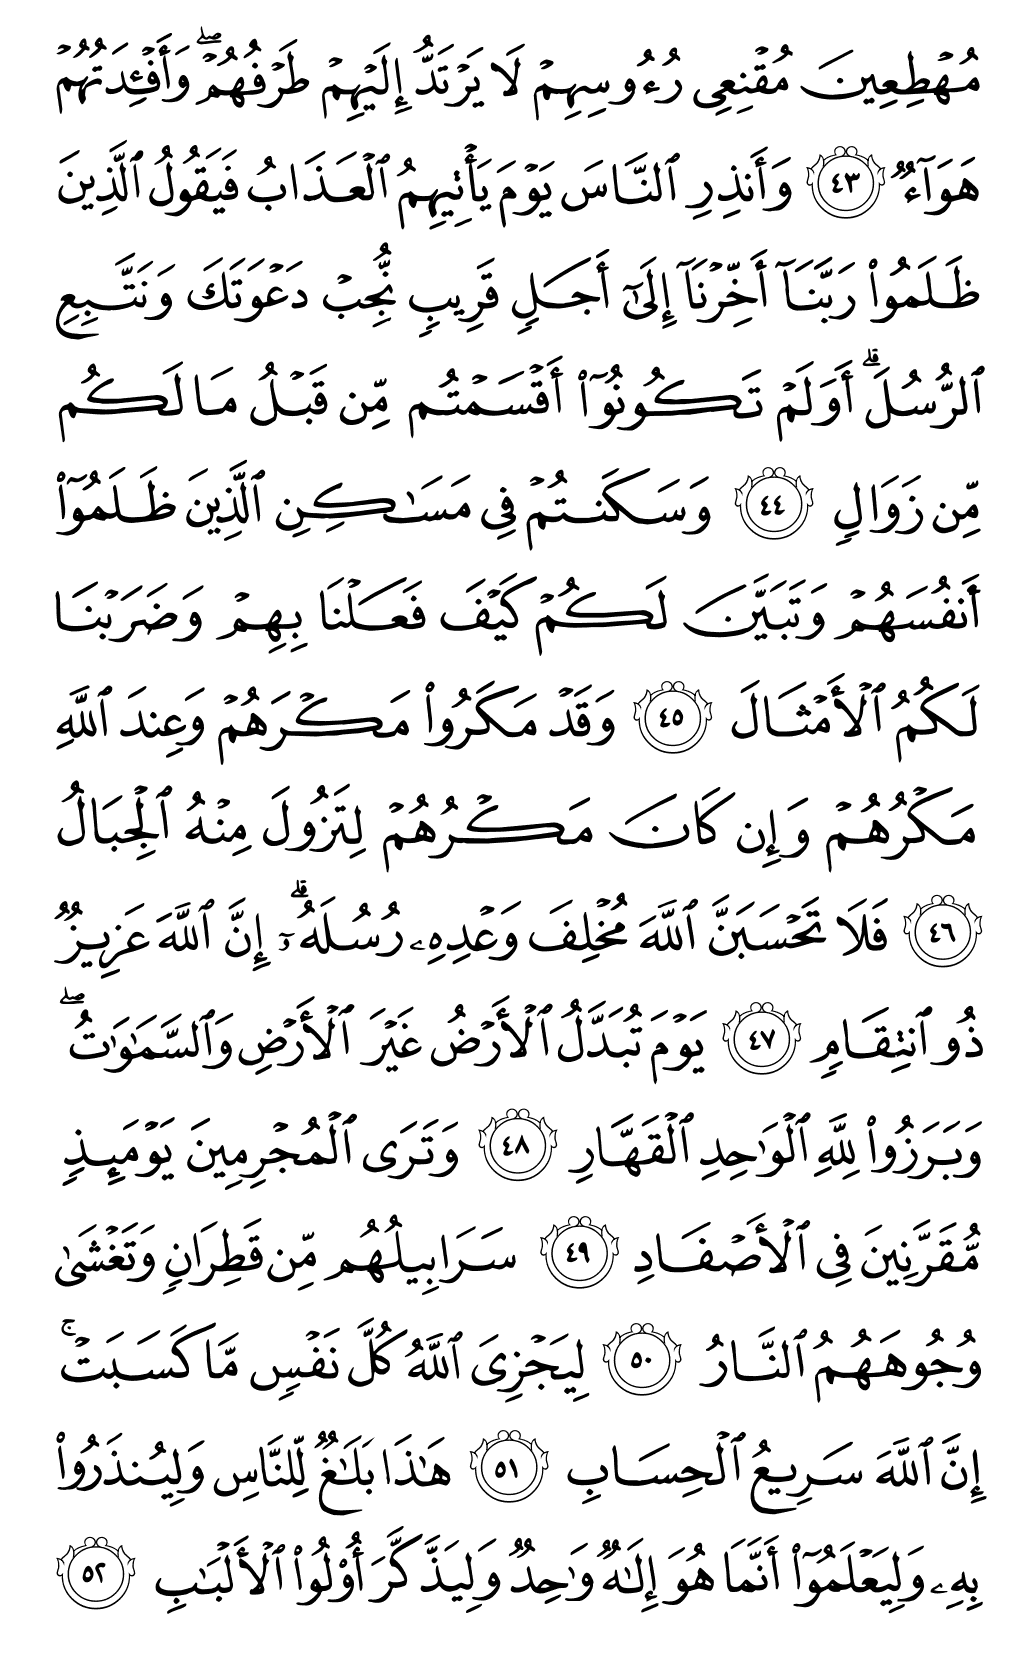 مُهۡطِعِينَ مُقۡنِعِي رُءُوسِهِمۡ لَا يَرۡتَدُّ إِلَيۡهِمۡ طَرۡفُهُمۡۖ وَأَفۡـِٔدَتُهُمۡ
هَوَآءٞ ٤٣ وَأَنذِرِ ٱلنَّاسَ يَوۡمَ يَأۡتِيهِمُ ٱلۡعَذَابُ فَيَقُولُ ٱلَّذِينَ
ظَلَمُواْ رَبَّنَآ أَخِّرۡنَآ إِلَىٰٓ أَجَلٖ قَرِيبٖ نُّجِبۡ دَعۡوَتَكَ وَنَتَّبِعِ
ٱلرُّسُلَۗ أَوَلَمۡ تَكُونُوٓاْ أَقۡسَمۡتُم مِّن قَبۡلُ مَا لَكُم
مِّن زَوَالٖ ٤٤ وَسَكَنتُمۡ فِي مَسَٰكِنِ ٱلَّذِينَ ظَلَمُوٓاْ
أَنفُسَهُمۡ وَتَبَيَّنَ لَكُمۡ كَيۡفَ فَعَلۡنَا بِهِمۡ وَضَرَبۡنَا
لَكُمُ ٱلۡأَمۡثَالَ ٤٥ وَقَدۡ مَكَرُواْ مَكۡرَهُمۡ وَعِندَ ٱللَّهِ
مَكۡرُهُمۡ وَإِن كَانَ مَكۡرُهُمۡ لِتَزُولَ مِنۡهُ ٱلۡجِبَالُ
٤٦ فَلَا تَحۡسَبَنَّ ٱللَّهَ مُخۡلِفَ وَعۡدِهِۦ رُسُلَهُۥٓۚ إِنَّ ٱللَّهَ عَزِيزٞ
ذُو ٱنتِقَامٖ ٤٧ يَوۡمَ تُبَدَّلُ ٱلۡأَرۡضُ غَيۡرَ ٱلۡأَرۡضِ وَٱلسَّمَٰوَٰتُۖ
وَبَرَزُواْ لِلَّهِ ٱلۡوَٰحِدِ ٱلۡقَهَّارِ ٤٨ وَتَرَى ٱلۡمُجۡرِمِينَ يَوۡمَئِذٖ
مُّقَرَّنِينَ فِي ٱلۡأَصۡفَادِ ٤٩ سَرَابِيلُهُم مِّن قَطِرَانٖ وَتَغۡشَىٰ
وُجُوهَهُمُ ٱلنَّارُ ٥٠ لِيَجۡزِيَ ٱللَّهُ كُلَّ نَفۡسٖ مَّا كَسَبَتۡۚ
إِنَّ ٱللَّهَ سَرِيعُ ٱلۡحِسَابِ ٥١ هَٰذَا بَلَٰغٞ لِّلنَّاسِ وَلِيُنذَرُواْ
بِهِۦ وَلِيَعۡلَمُوٓاْ أَنَّمَا هُوَ إِلَٰهٞ وَٰحِدٞ وَلِيَذَّكَّرَ أُوْلُواْ ٱلۡأَلۡبَٰبِ ٥٢